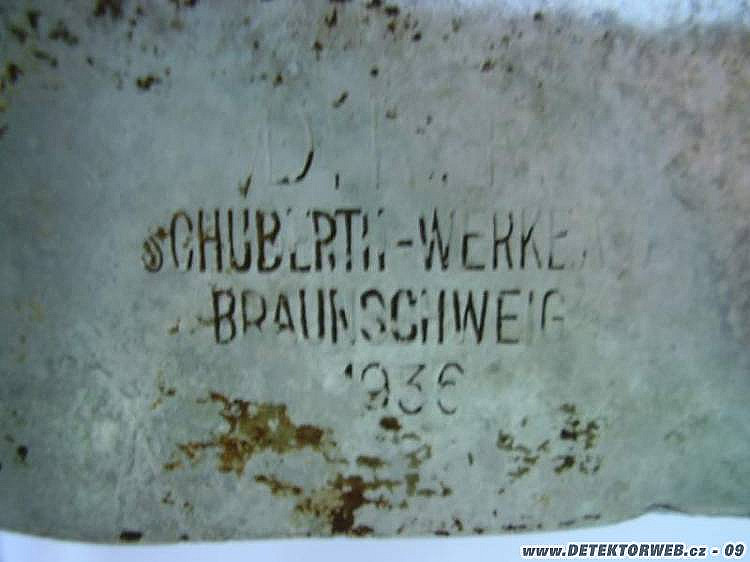 SCHUBERTH-WERKE
BRAUNSCHWEIG
1936
www.DETEKTORWEB.cz - 09